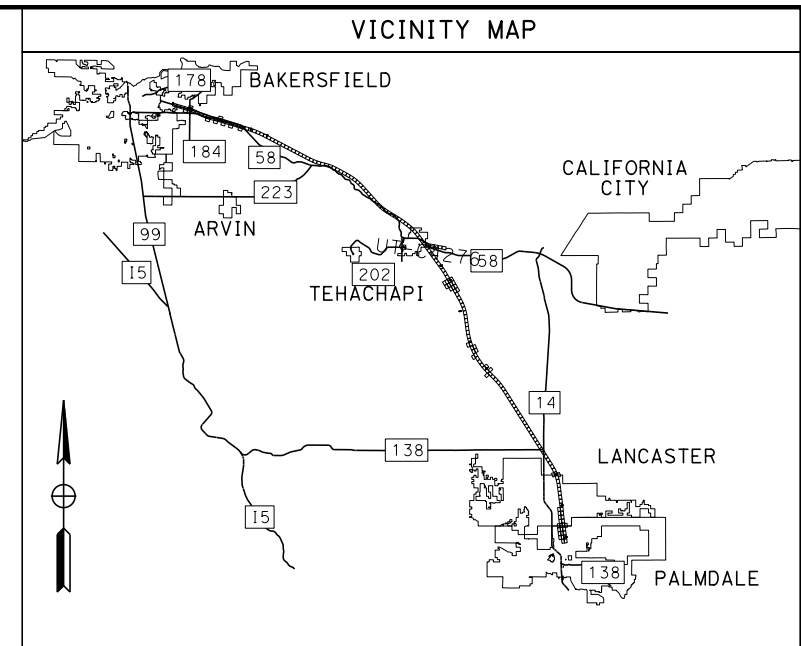 VICINITY MAP
178
BAKERSFIELD
184
58
CALIFORNIA
CITY
223
ARVIN
99
58
I5
202
TEHACHAPI
14
138
LANCASTER
I5
138
PALMDALE